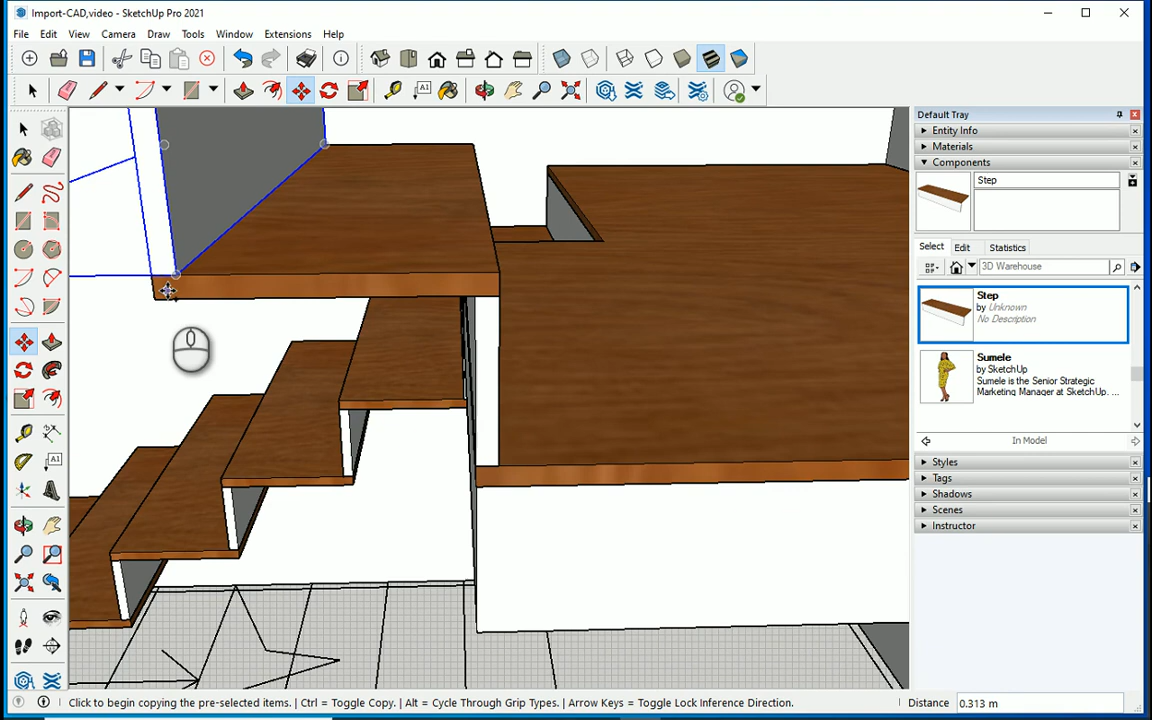 Import-CAD,video - SketchUp Pro 2021
File Edit View Camera Draw Tools Window Extensions Help
A1
Default Tray
Entity Info
Materials
Components
Step
Select Edit Statistics
3D Warehouse
Step
by Unknown
No Description
Sumele
by SketchUp
Sumele is the Senior Strategic
Marketing Manager at SketchUp. ...
In Model
Styles
Tags
Shadows
Scenes
Instructor
A1
Click to begin copying the pre-selected items. | Ctrl = Toggle Copy. | Alt = Cycle Through Grip Types. | Arrow Keys = Toggle Lock Inference Direction. Distance 0.313 m